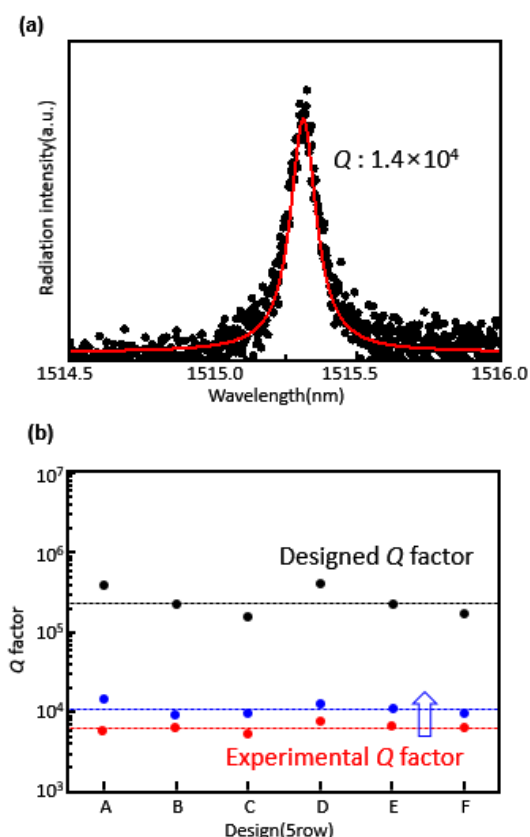 (a)
Radiation intensity(a.u.)
Q : 1.4×10⁴
1514.5 1515.0 1515.5 1516.0
Wavelength(nm)
(b)
10⁷
10⁶
10⁵
10⁴
10³
Q factor
Designed Q factor
Experimental Q factor
A B C D E F
Design(5row)